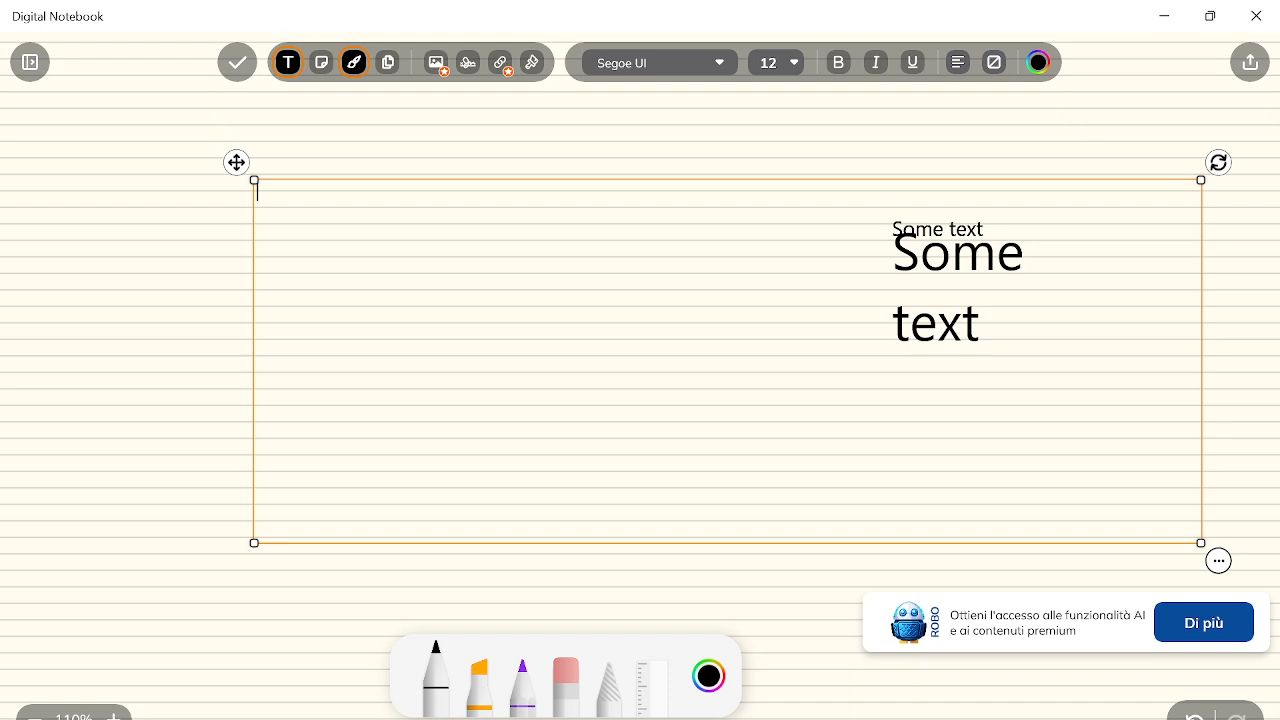 Digital Notebook
T
Segoe UI
12
B
I
U
Some text
Some
text
ROBO
Ottieni l'accesso alle funzionalità AI
e ai contenuti premium
Di più
110%